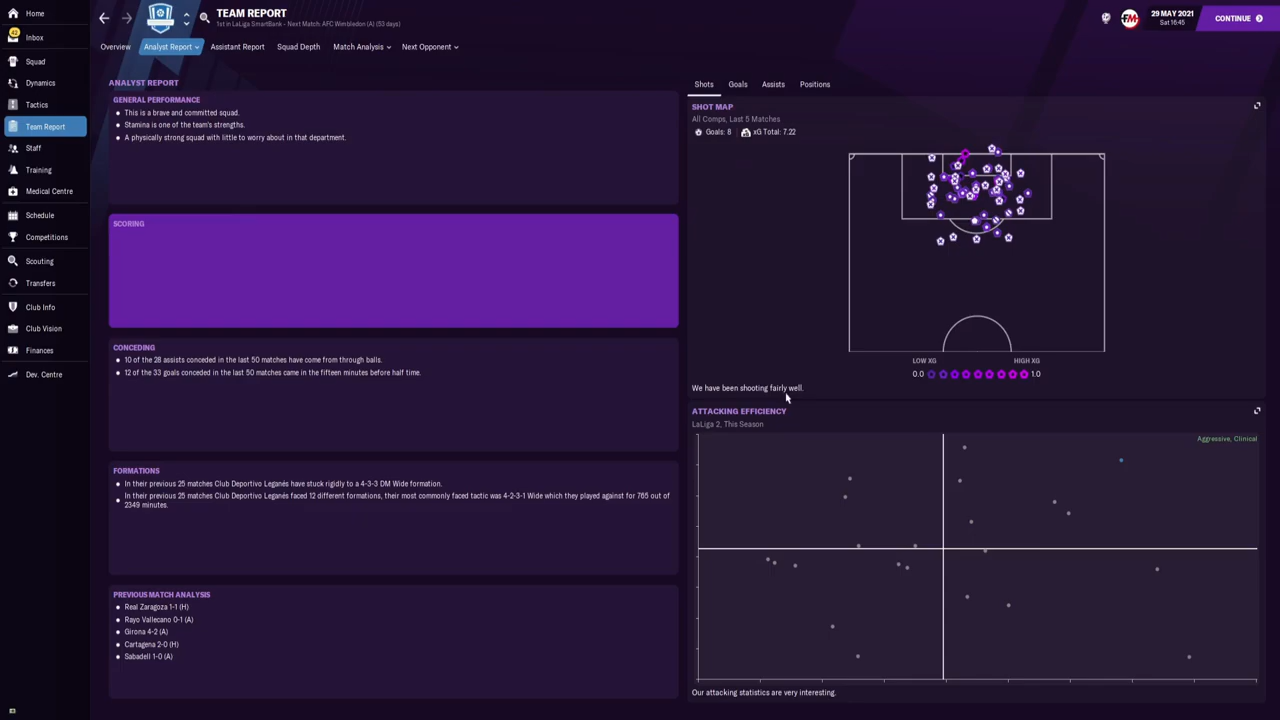 Home
42
Inbox
Squad
Dynamics
Tactics
Team Report
Staff
Training
Medical Centre
Schedule
Competitions
Scouting
Transfers
Club Info
Club Vision
Finances
Dev. Centre
TEAM REPORT
1st in LaLiga SmartBank - Next Match: AFC Wimbledon (A) (53 days)
FM
29 MAY 2021
Sat 16:45
CONTINUE
Overview
Analyst Report
Assistant Report
Squad Depth
Match Analysis
Next Opponent
ANALYST REPORT
GENERAL PERFORMANCE
This is a brave and committed squad.
Stamina is one of the team's strengths.
A physically strong squad with little to worry about in that department.
SCORING
CONCEDING
10 of the 28 assists conceded in the last 50 matches have come from through balls.
12 of the 33 goals conceded in the last 50 matches came in the fifteen minutes before half time.
FORMATIONS
In their previous 25 matches Club Deportivo Leganés have stuck rigidly to a 4-3-3 DM Wide formation.
In their previous 25 matches Club Deportivo Leganés faced 12 different formations, their most commonly faced tactic was 4-2-3-1 Wide which they played against for 765 out of
2349 minutes.
PREVIOUS MATCH ANALYSIS
Real Zaragoza 1-1 (H)
Rayo Vallecano 0-1 (A)
Girona 4-2 (A)
Cartagena 2-0 (H)
Sabadell 1-0 (A)
Shots
Goals
Assists
Positions
SHOT MAP
All Comps, Last 5 Matches
Goals: 8
xG Total: 7.22
LOW XG
HIGH XG
0.0
1.0
We have been shooting fairly well.
ATTACKING EFFICIENCY
LaLiga 2, This Season
Aggressive, Clinical
Our attacking statistics are very interesting.